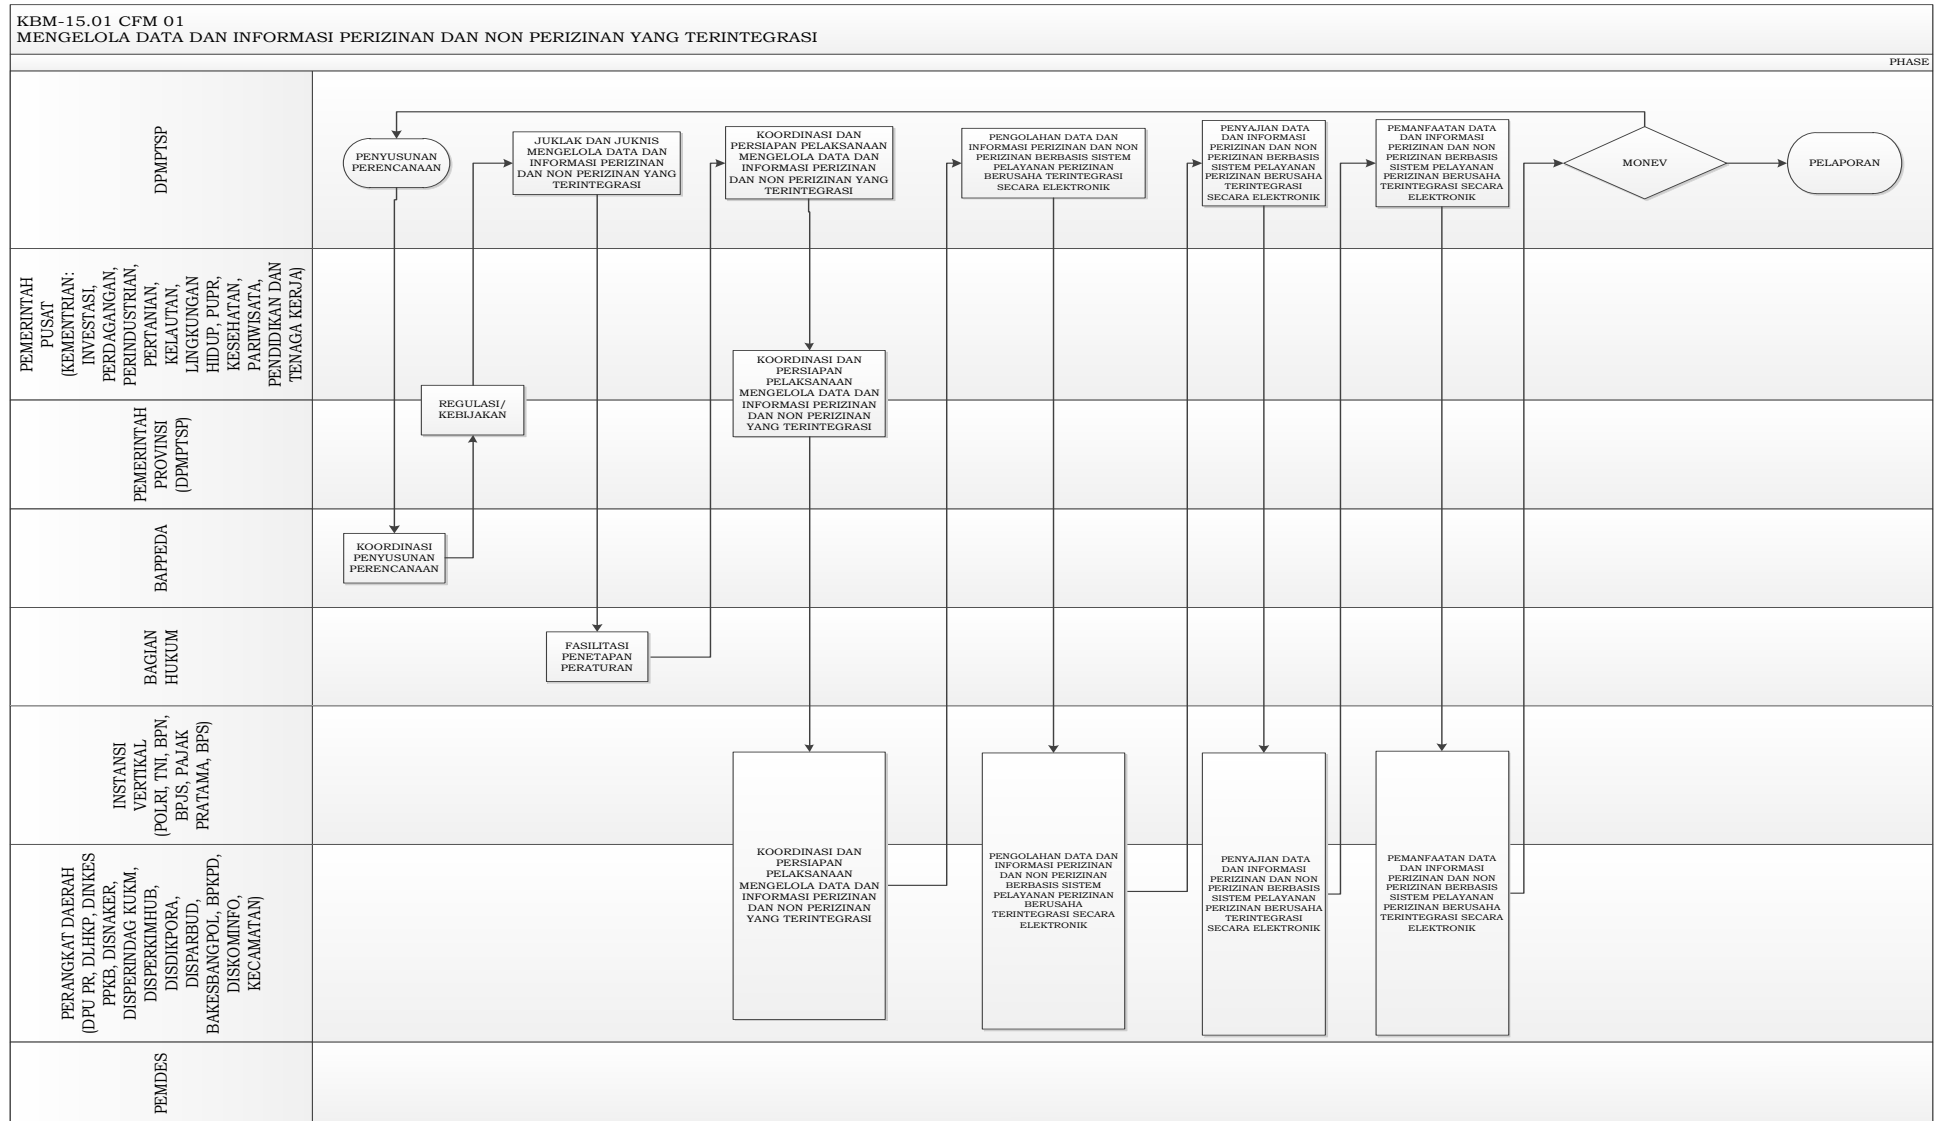 KBM-15.01 CFM 01
MENGELOLA DATA DAN INFORMASI PERIZINAN DAN NON PERIZINAN YANG TERINTEGRASI
PHASE
DPMPTSP
PENYUSUNAN
PERENCANAAN
JUKLAK DAN JUKNIS
MENGELOLA DATA DAN
INFORMASI PERIZINAN
DAN NON PERIZINAN YANG
TERINTEGRASI
KOORDINASI DAN
PERSIAPAN PELAKSANAAN
MENGELOLA DATA DAN
INFORMASI PERIZINAN
DAN NON PERIZINAN YANG
TERINTEGRASI
PENGOLAHAN DATA DAN
INFORMASI PERIZINAN DAN NON
PERIZINAN BERBASIS SISTEM
PELAYANAN PERIZINAN
BERUSAHA TERINTEGRASI
SECARA ELEKTRONIK
PENYAJIAN DATA
DAN INFORMASI
PERIZINAN DAN NON
PERIZINAN BERBASIS
SISTEM PELAYANAN
PERIZINAN BERUSAHA
TERINTEGRASI
SECARA ELEKTRONIK
PEMANFAATAN DATA
DAN INFORMASI
PERIZINAN DAN NON
PERIZINAN BERBASIS
SISTEM PELAYANAN
PERIZINAN BERUSAHA
TERINTEGRASI SECARA
ELEKTRONIK
MONEV
PELAPORAN
PEMERINTAH
PUSAT
(KEMENTRIAN:
INVESTASI,
PERDAGANGAN,
PERINDUSTRIAN,
PERTANIAN,
KELAUTAN,
LINGKUNGAN
HIDUP, PUPR,
KESEHATAN,
PARIWISATA,
PENDIDIKAN DAN
TENAGA KERJA)
KOORDINASI DAN
PERSIAPAN
PELAKSANAAN
MENGELOLA DATA DAN
INFORMASI PERIZINAN
DAN NON PERIZINAN
YANG TERINTEGRASI
REGULASI/
KEBIJAKAN
PEMERINTAH
PROVINSI
(DPMPTSP)
BAPPEDA
KOORDINASI
PENYUSUNAN
PERENCANAAN
BAGIAN
HUKUM
FASILITASI
PENETAPAN
PERATURAN
INSTANSI
VERTIKAL
(POLRI, TNI, BPN,
BPJS, PAJAK
PRATAMA, BPS)
PERANGKAT DAERAH
(DPU PR, DLHKP, DINKES
PPKB, DISNAKER,
DISPERINDAG KUKM,
DISPERKIMHUB,
DISDIKPORA,
DISPARBUD,
BAKESBANGPOL, BPKPD,
DISKOMINFO,
KECAMATAN)
KOORDINASI DAN
PERSIAPAN
PELAKSANAAN
MENGELOLA DATA DAN
INFORMASI PERIZINAN
DAN NON PERIZINAN
YANG TERINTEGRASI
PENGOLAHAN DATA DAN
INFORMASI PERIZINAN
DAN NON PERIZINAN
BERBASIS SISTEM
PELAYANAN PERIZINAN
BERUSAHA
TERINTEGRASI SECARA
ELEKTRONIK
PENYAJIAN DATA
DAN INFORMASI
PERIZINAN DAN NON
PERIZINAN BERBASIS
SISTEM PELAYANAN
PERIZINAN BERUSAHA
TERINTEGRASI
SECARA ELEKTRONIK
PEMANFAATAN DATA
DAN INFORMASI
PERIZINAN DAN NON
PERIZINAN BERBASIS
SISTEM PELAYANAN
PERIZINAN BERUSAHA
TERINTEGRASI SECARA
ELEKTRONIK
PEMDES